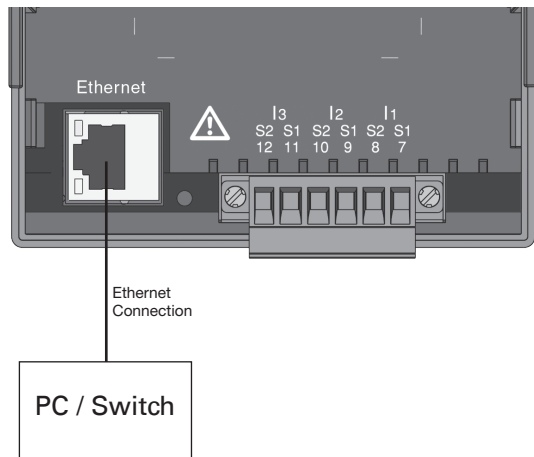 Ethernet
I3 I2 I1
S2 S1 S2 S1 S2 S1
12 11 10 9 8 7
Ethernet
Connection
PC / Switch